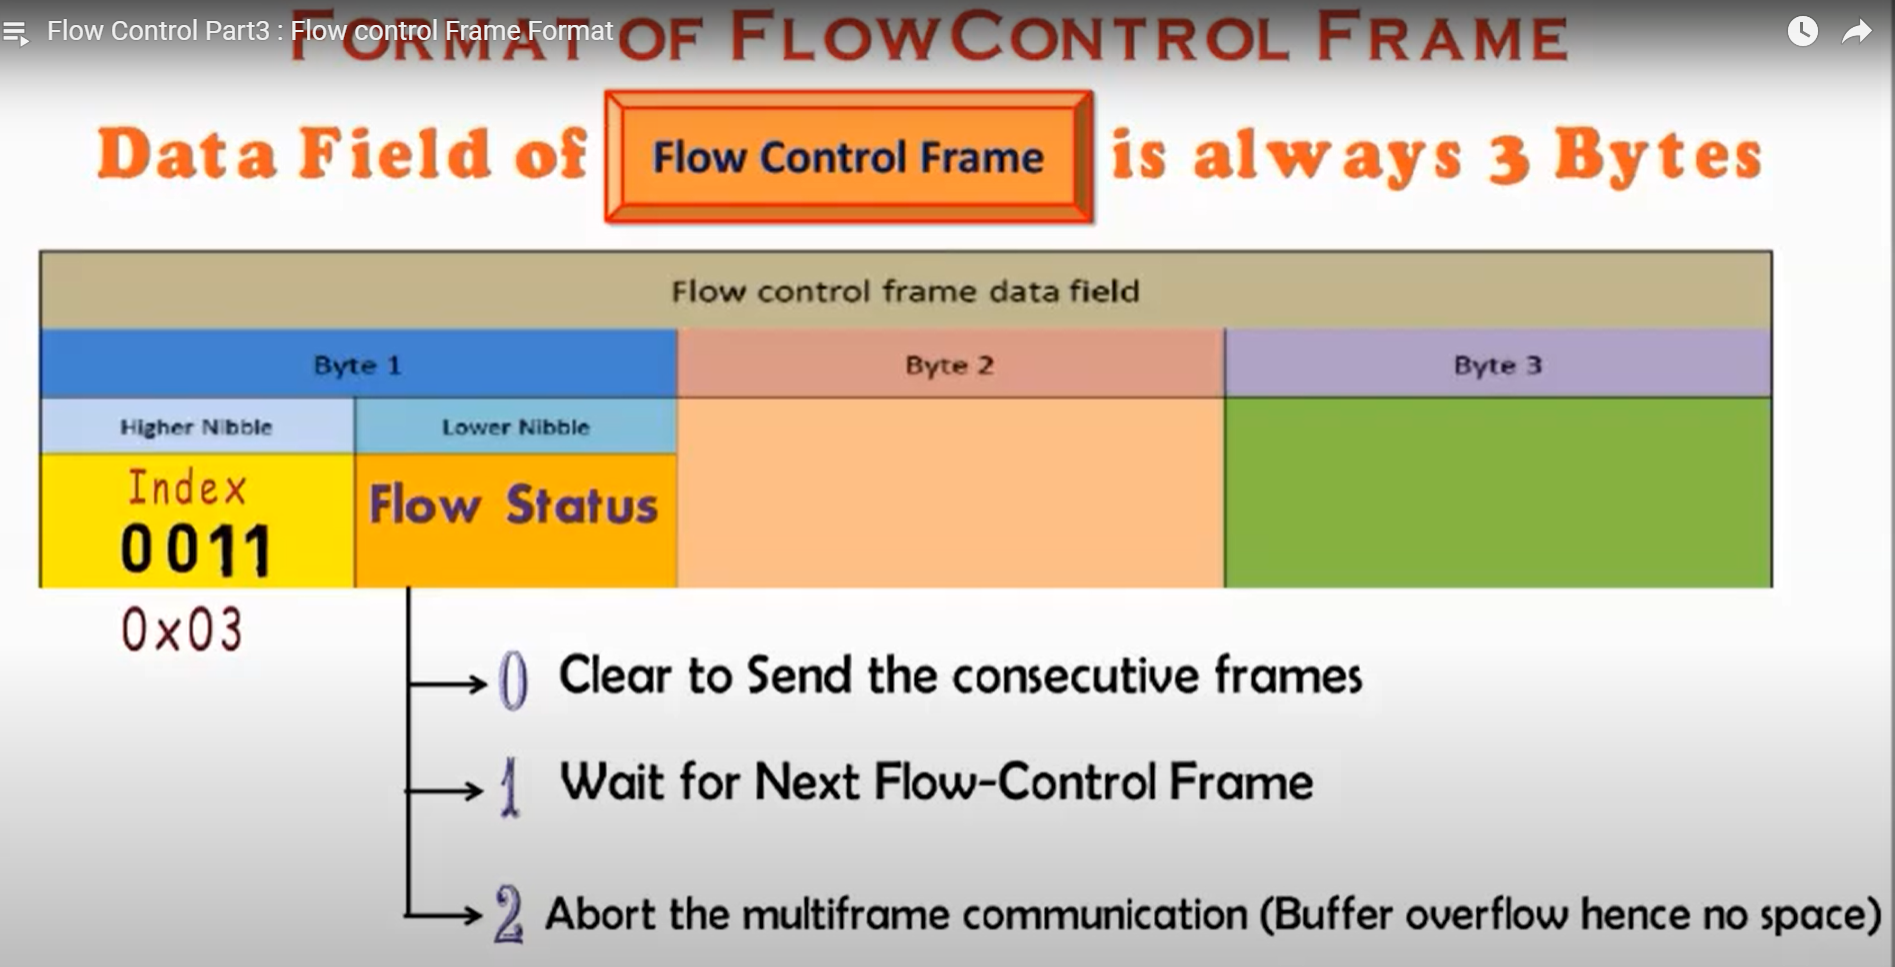 Flow Control Part3 : Flow control Frame Format
FORMAT OF FLOWCONTROL FRAME
Data Field of Flow Control Frame is always 3 Bytes
Flow control frame data field
Byte 1 Byte 2 Byte 3
Higher Nibble Lower Nibble
Index Flow Status
0011
0x03
0 Clear to Send the consecutive frames
1 Wait for Next Flow-Control Frame
2 Abort the multiframe communication (Buffer overflow hence no space)